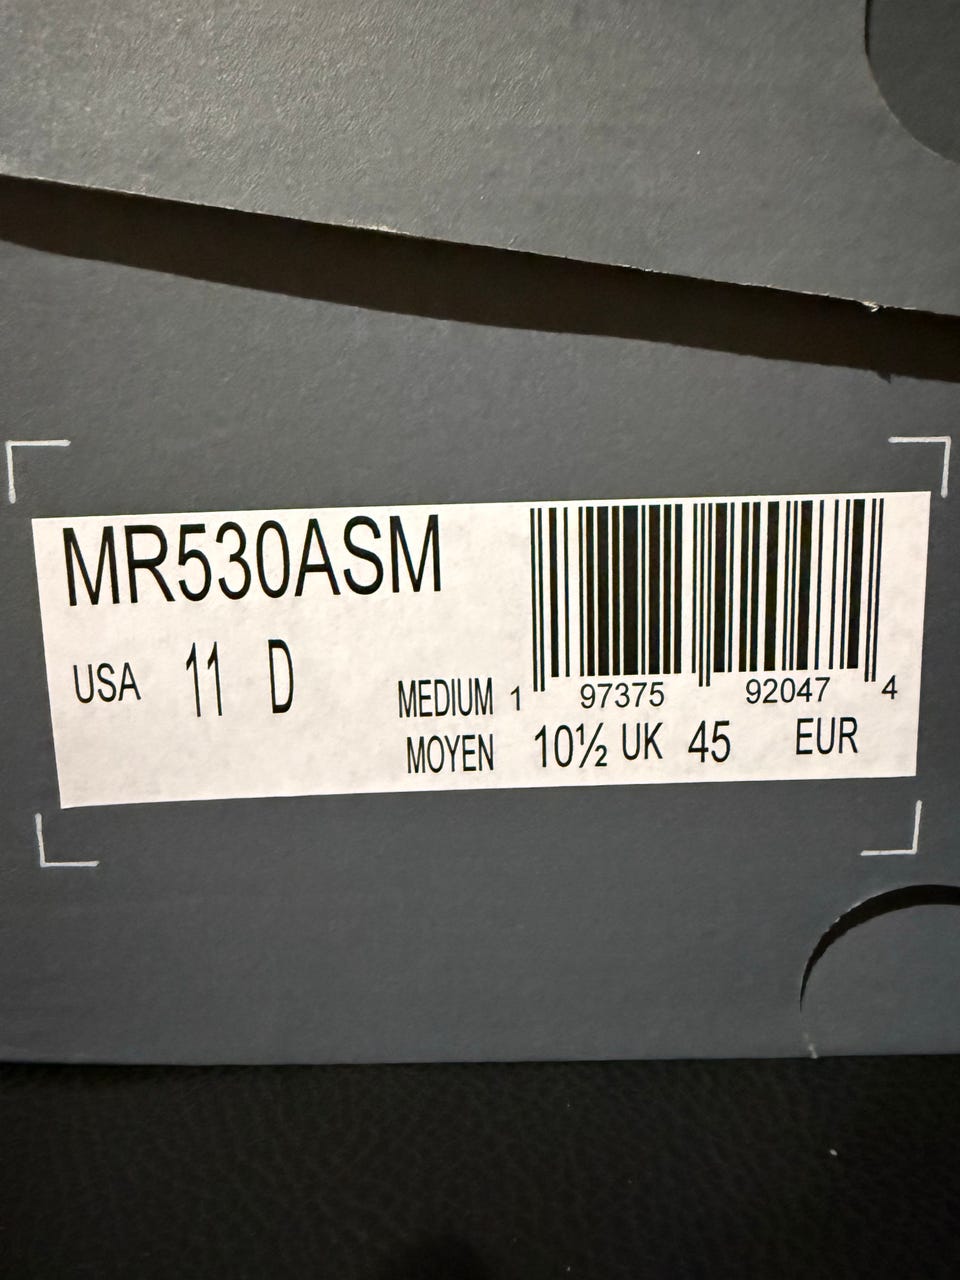 MR530ASM
USA 11 D
MEDIUM
MOYEN
1 97375 92047 4
10½ UK 45 EUR